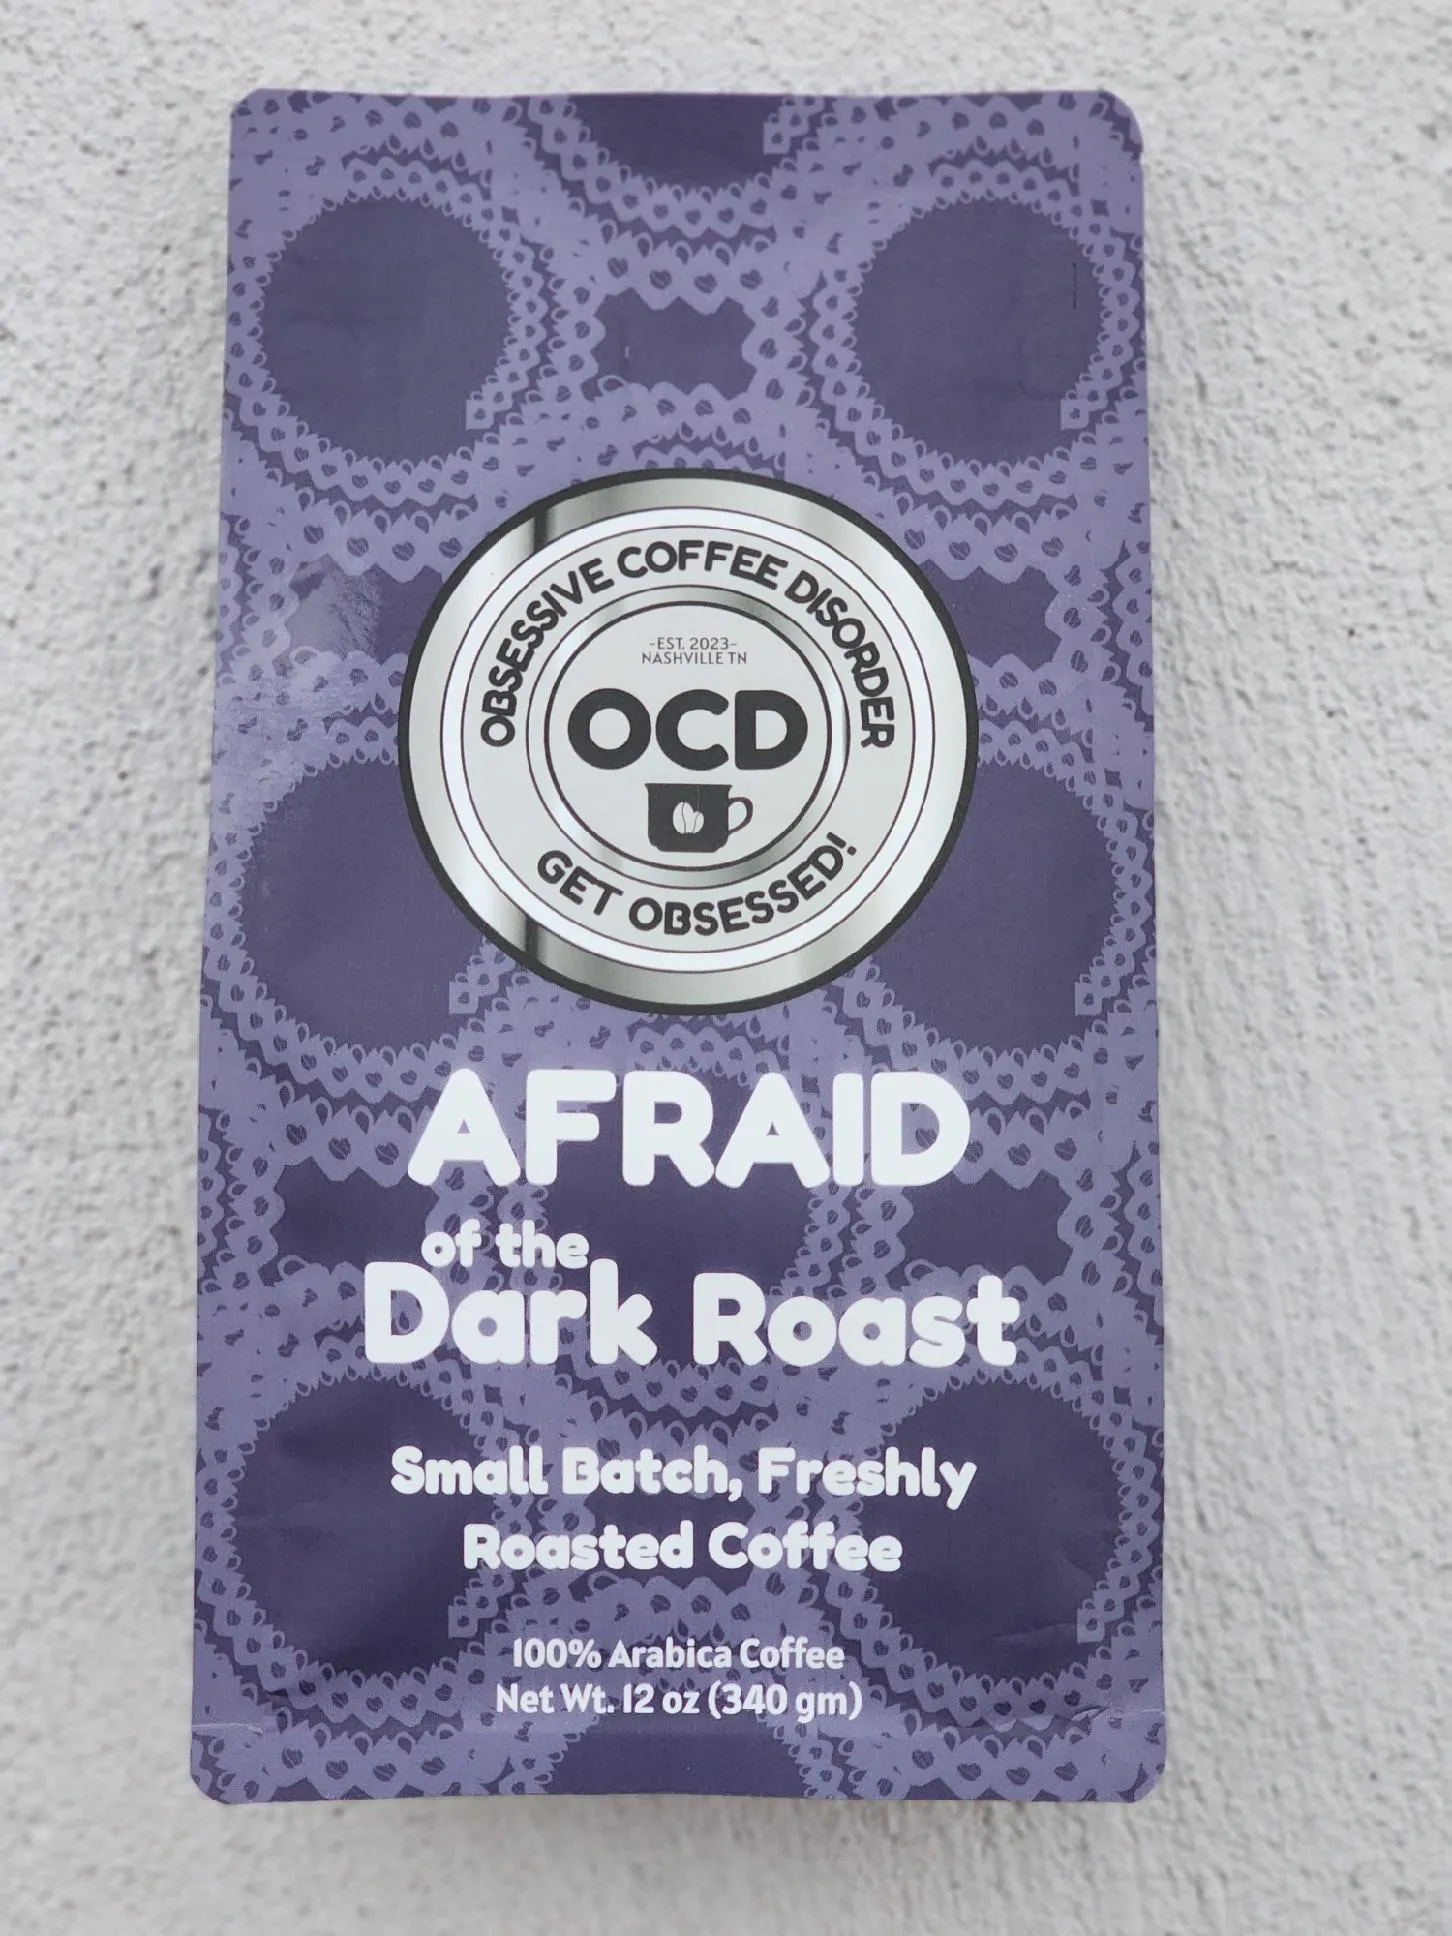 OBSESSIVE COFFEE DISORDER
-EST. 2023-
NASHVILLE TN
OCD
GET OBSESSED!
AFRAID
of the
Dark Roast
Small Batch, Freshly
Roasted Coffee
100% Arabica Coffee
Net Wt. 12 oz (340 gm)